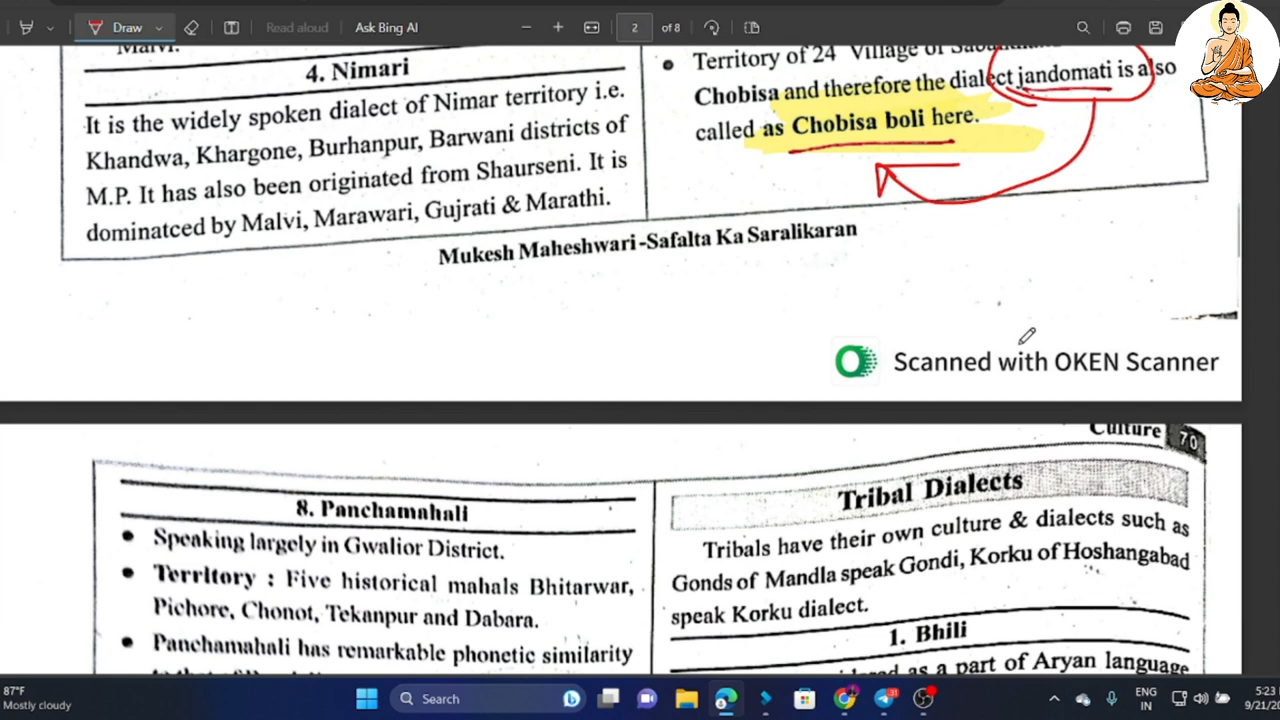 Draw
Read aloud
Ask Bing AI
2
of 8
Malvi.
4. Nimari
It is the widely spoken dialect of Nimar territory i.e.
Khandwa, Khargone, Burhanpur, Barwani districts of
M.P. It has also been originated from Shaurseni. It is
dominatced by Malvi, Marawari, Gujrati & Marathi.
Territory of 24 Village of
Chobisa and therefore the dialect jandomati is also
called as Chobisa boli here.
Mukesh Maheshwari-Safalta Ka Saralikaran
Scanned with OKEN Scanner
Culture 70
8. Panchamahali
Speaking largely in Gwalior District.
Territory : Five historical mahals Bhitarwar,
Pichore, Chonot, Tekanpur and Dabara.
Panchamahali has remarkable phonetic similarity
Tribal Dialects
Tribals have their own culture & dialects such as
Gonds of Mandla speak Gondi, Korku of Hoshangabad
speak Korku dialect.
1. Bhili
as a part of Aryan language
87°F
Mostly cloudy
Search
ENG
IN
5:23
9/21/20